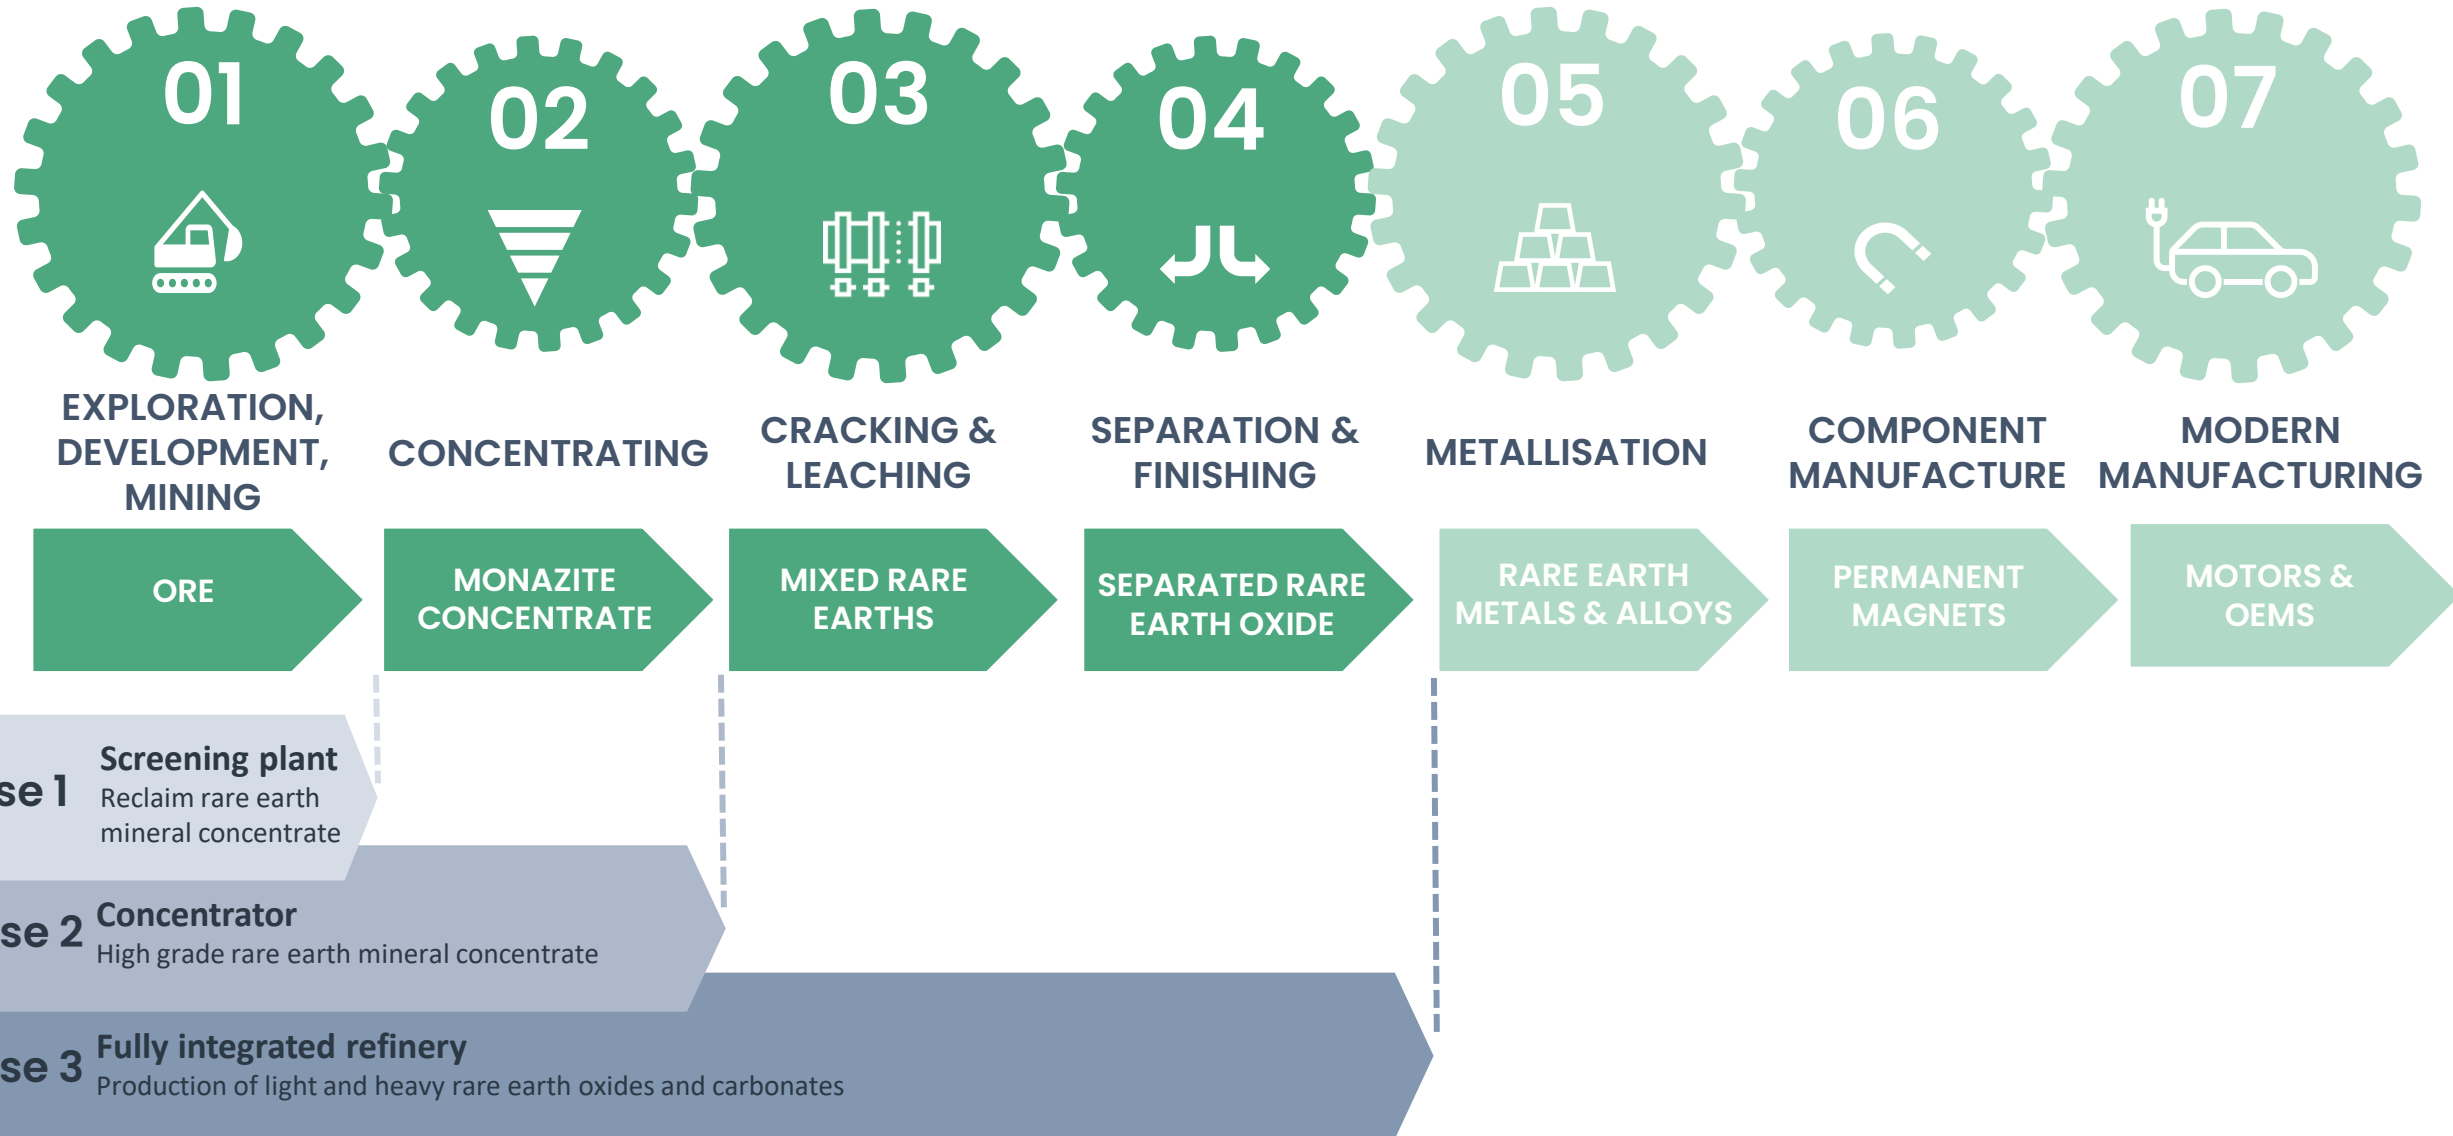 01
02
03
04
05
06
07
EXPLORATION,
DEVELOPMENT,
MINING
CONCENTRATING
CRACKING &
LEACHING
SEPARATION &
FINISHING
METALLISATION
COMPONENT
MANUFACTURE
MODERN
MANUFACTURING
ORE
MONAZITE
CONCENTRATE
MIXED RARE
EARTHS
SEPARATED RARE
EARTH OXIDE
RARE EARTH
METALS & ALLOYS
PERMANENT
MAGNETS
MOTORS &
OEMS
se 1
Screening plant
Reclaim rare earth
mineral concentrate
se 2
Concentrator
High grade rare earth mineral concentrate
se 3
Fully integrated refinery
Production of light and heavy rare earth oxides and carbonates